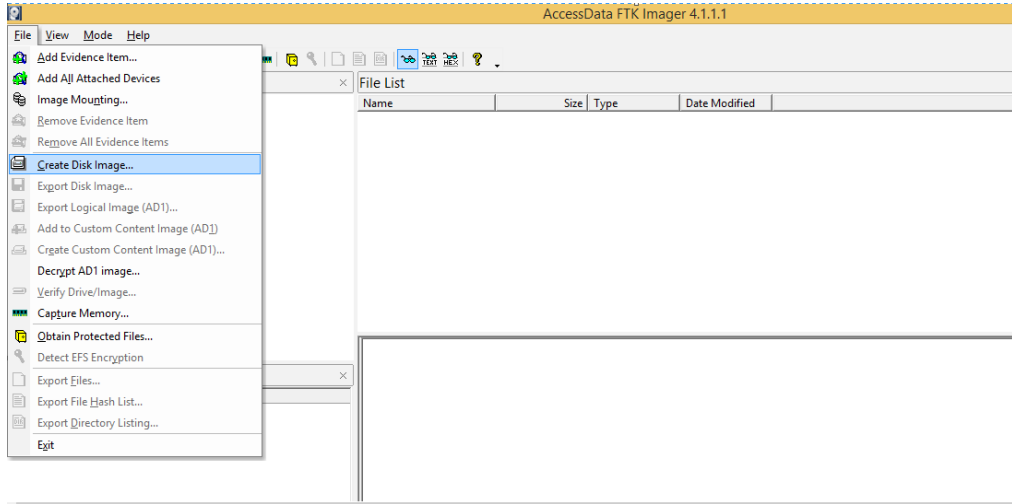 AccessData FTK Imager 4.1.1.1
File View Mode Help
Add Evidence Item...
Add All Attached Devices
Image Mounting...
Remove Evidence Item
Remove All Evidence Items
Create Disk Image...
Export Disk Image...
Export Logical Image (AD1)...
Add to Custom Content Image (AD1)
Create Custom Content Image (AD1)...
Decrypt AD1 image...
Verify Drive/Image...
Capture Memory...
Obtain Protected Files...
Detect EFS Encryption
Export Files...
Export File Hash List...
Export Directory Listing...
Exit
TEXT HEX ?
File List
Name Size Type Date Modified